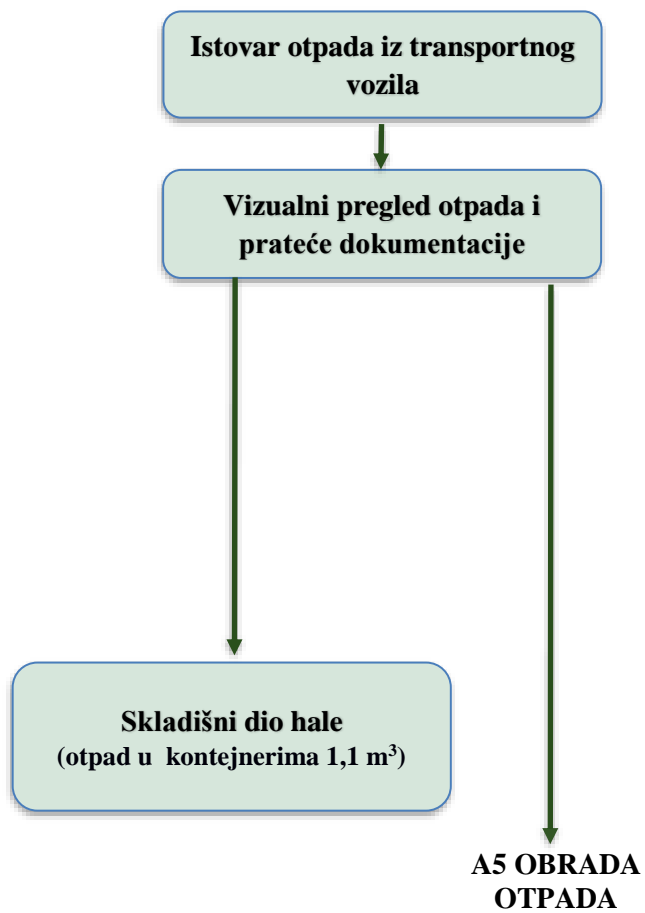 Istovar otpada iz transportnog
vozila
Vizualni pregled otpada i
prateće dokumentacije
Skladišni dio hale
(otpad u kontejnerima 1,1 m³)
A5 OBRADA
OTPADA